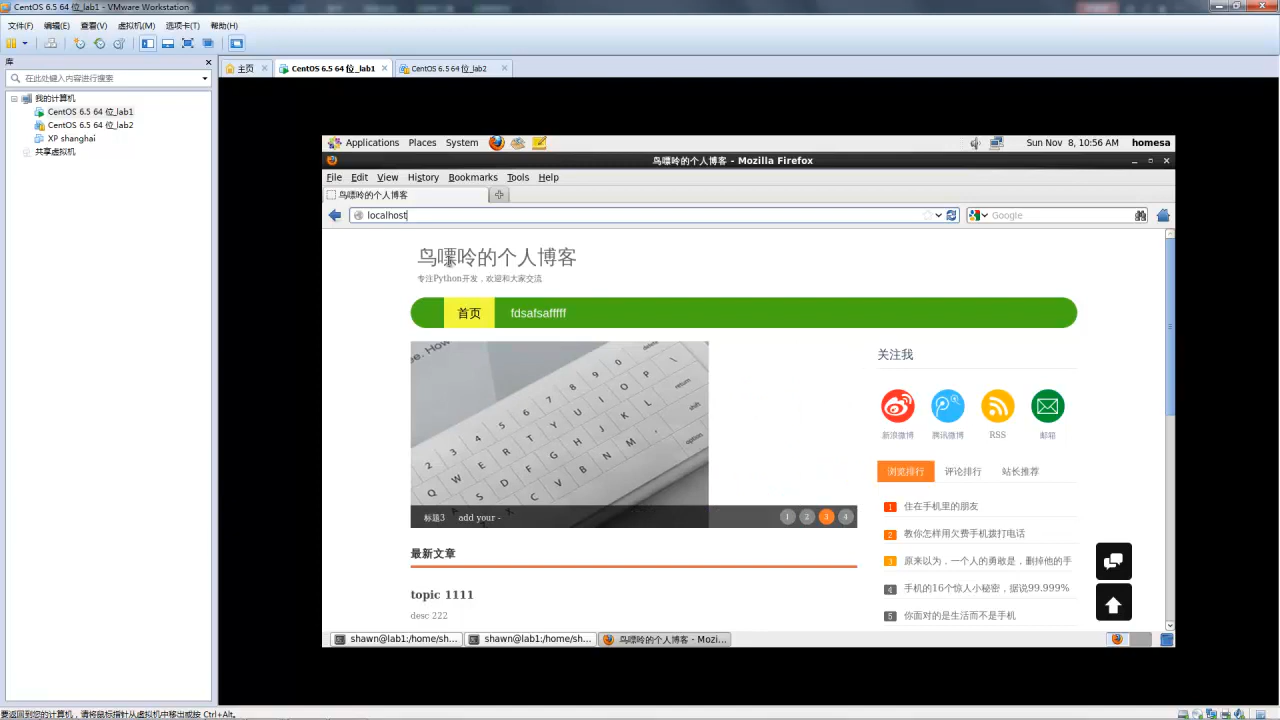 CentOS 6.5 64 位_lab1 - VMware Workstation
文件(F) 编辑(E) 查看(V) 虚拟机(M) 选项卡(T) 帮助(H)
库
在此处键入内容进行搜索
我的计算机
CentOS 6.5 64 位_lab1
CentOS 6.5 64 位_lab2
XP shanghai
共享虚拟机
主页 CentOS 6.5 64 位_lab1 CentOS 6.5 64 位_lab2
Applications Places System Sun Nov 8, 10:56 AM homesa
鸟嘌呤的个人博客 - Mozilla Firefox
File Edit View History Bookmarks Tools Help
鸟嘌呤的个人博客
localhost Google
鸟嘌呤的个人博客
专注Python开发，欢迎和大家交流
首页 fdsafsafffff
ee. How
delete
7 8 9 0
2 3 4 5 6
Q W E R T Y U I O P return
A S D F G H J K L shift
Z X C V B N M option
标题3 add your -
1 2 3 4
最新文章
topic 1111
desc 222
关注我
新浪微博 腾讯微博 RSS 邮箱
浏览排行 评论排行 站长推荐
1 住在手机里的朋友
2 教你怎样用欠费手机拨打电话
3 原来以为，一个人的勇敢是，删掉他的手
4 手机的16个惊人小秘密，据说99.999%
5 你面对的是生活而不是手机
shawn@lab1:/home/sh... shawn@lab1:/home/sh... 鸟嘌呤的个人博客 - Mozi...
要返回到您的计算机，请将鼠标指针从虚拟机中移出或按 Ctrl+Alt。